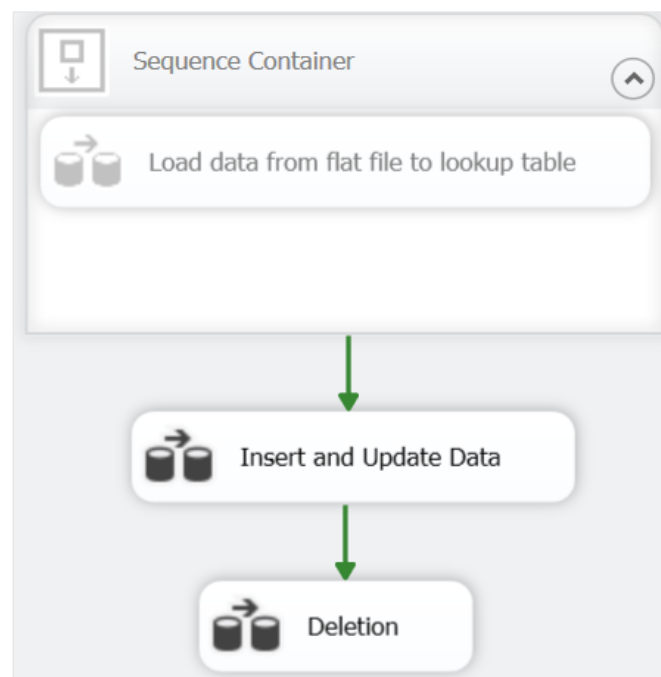 Sequence Container
Load data from flat file to lookup table
Insert and Update Data
Deletion